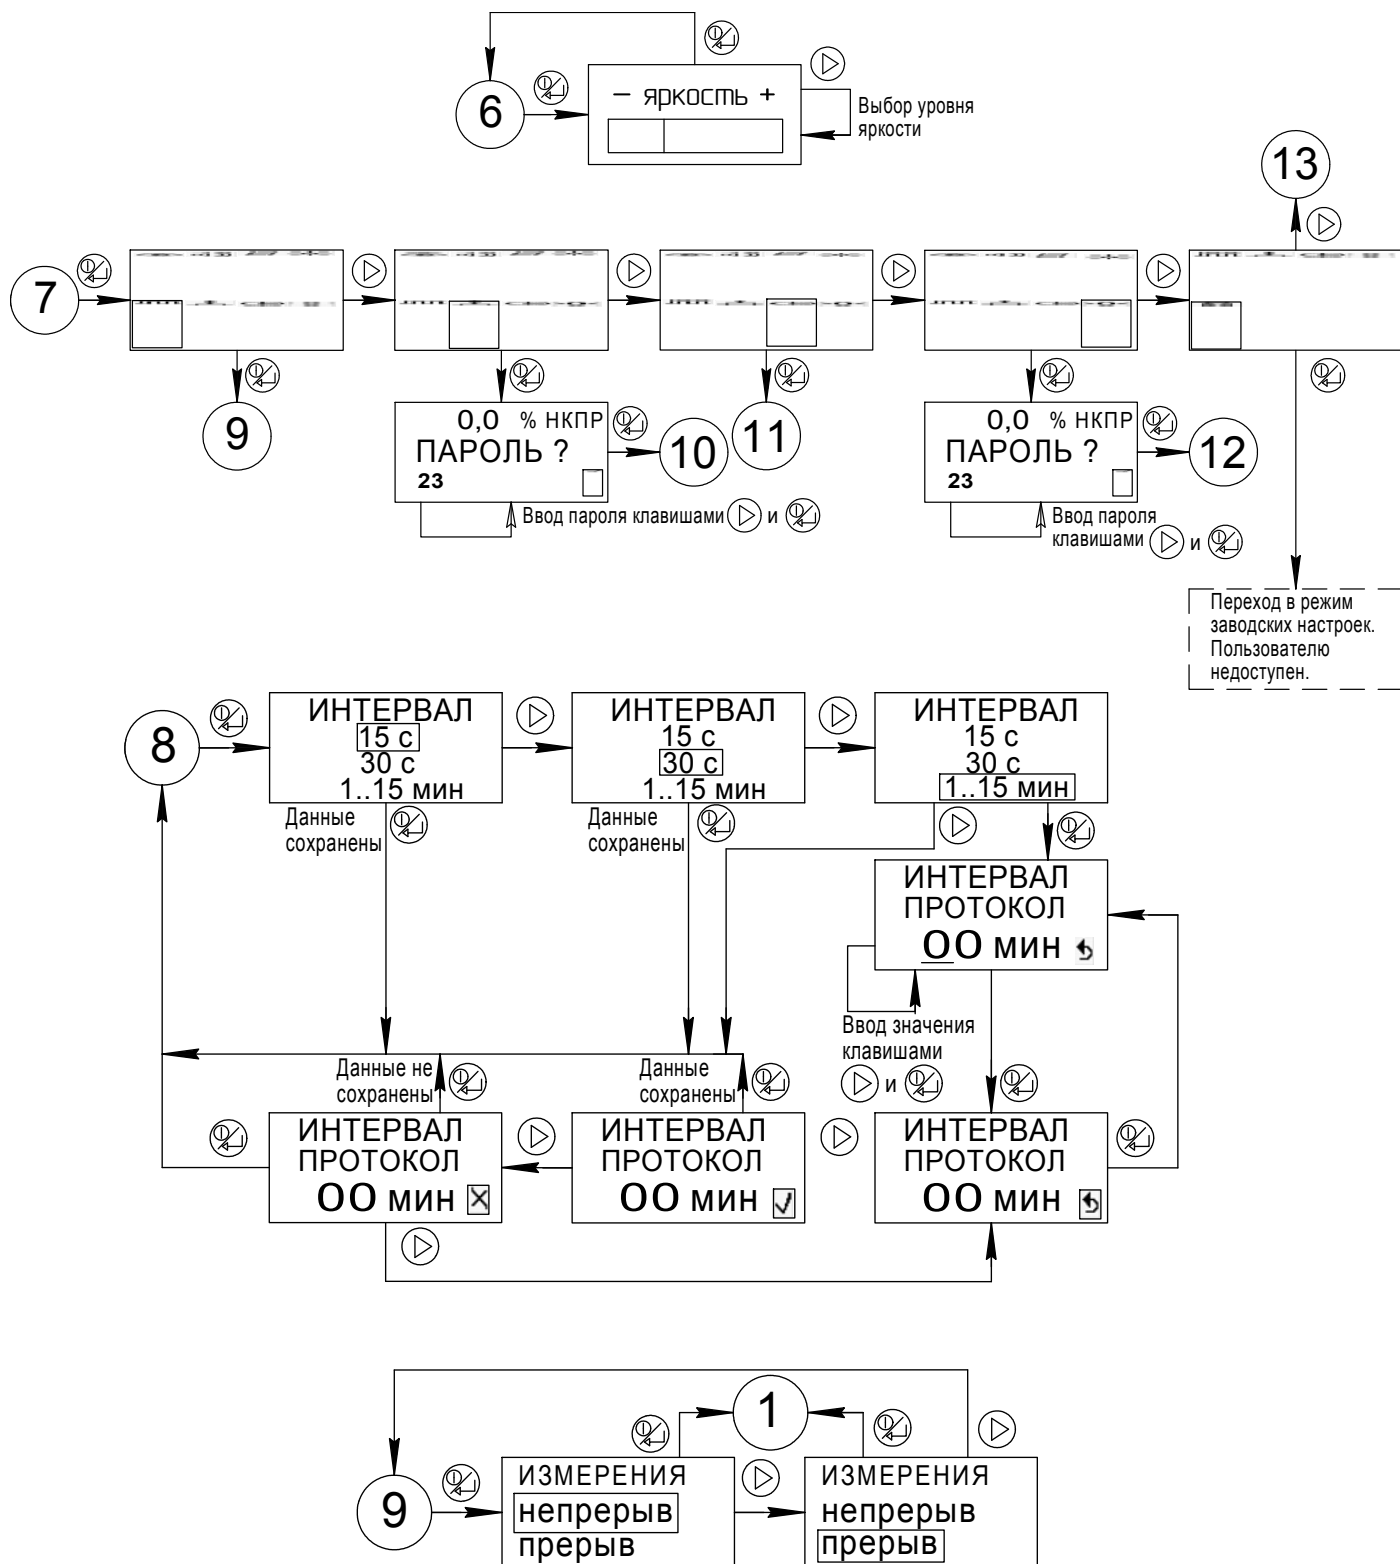 6
− яркость +
Выбор уровня
яркости
13
7
9
0,0 % НКПР
ПАРОЛЬ ?
23
10
11
0,0 % НКПР
ПАРОЛЬ ?
23
12
Ввод пароля клавишами и
Ввод пароля
клавишами и
Переход в режим
заводских настроек.
Пользователю
недоступен.
8
ИНТЕРВАЛ
15 с
30 с
1..15 мин
ИНТЕРВАЛ
15 с
30 с
1..15 мин
ИНТЕРВАЛ
15 с
30 с
1..15 мин
Данные
сохранены
Данные
сохранены
ИНТЕРВАЛ
ПРОТОКОЛ
00 мин
Ввод значения
клавишами
и
Данные не
сохранены
Данные
сохранены
ИНТЕРВАЛ
ПРОТОКОЛ
00 мин
ИНТЕРВАЛ
ПРОТОКОЛ
00 мин
ИНТЕРВАЛ
ПРОТОКОЛ
00 мин
1
9
ИЗМЕРЕНИЯ
непрерыв
прерыв
ИЗМЕРЕНИЯ
непрерыв
прерыв